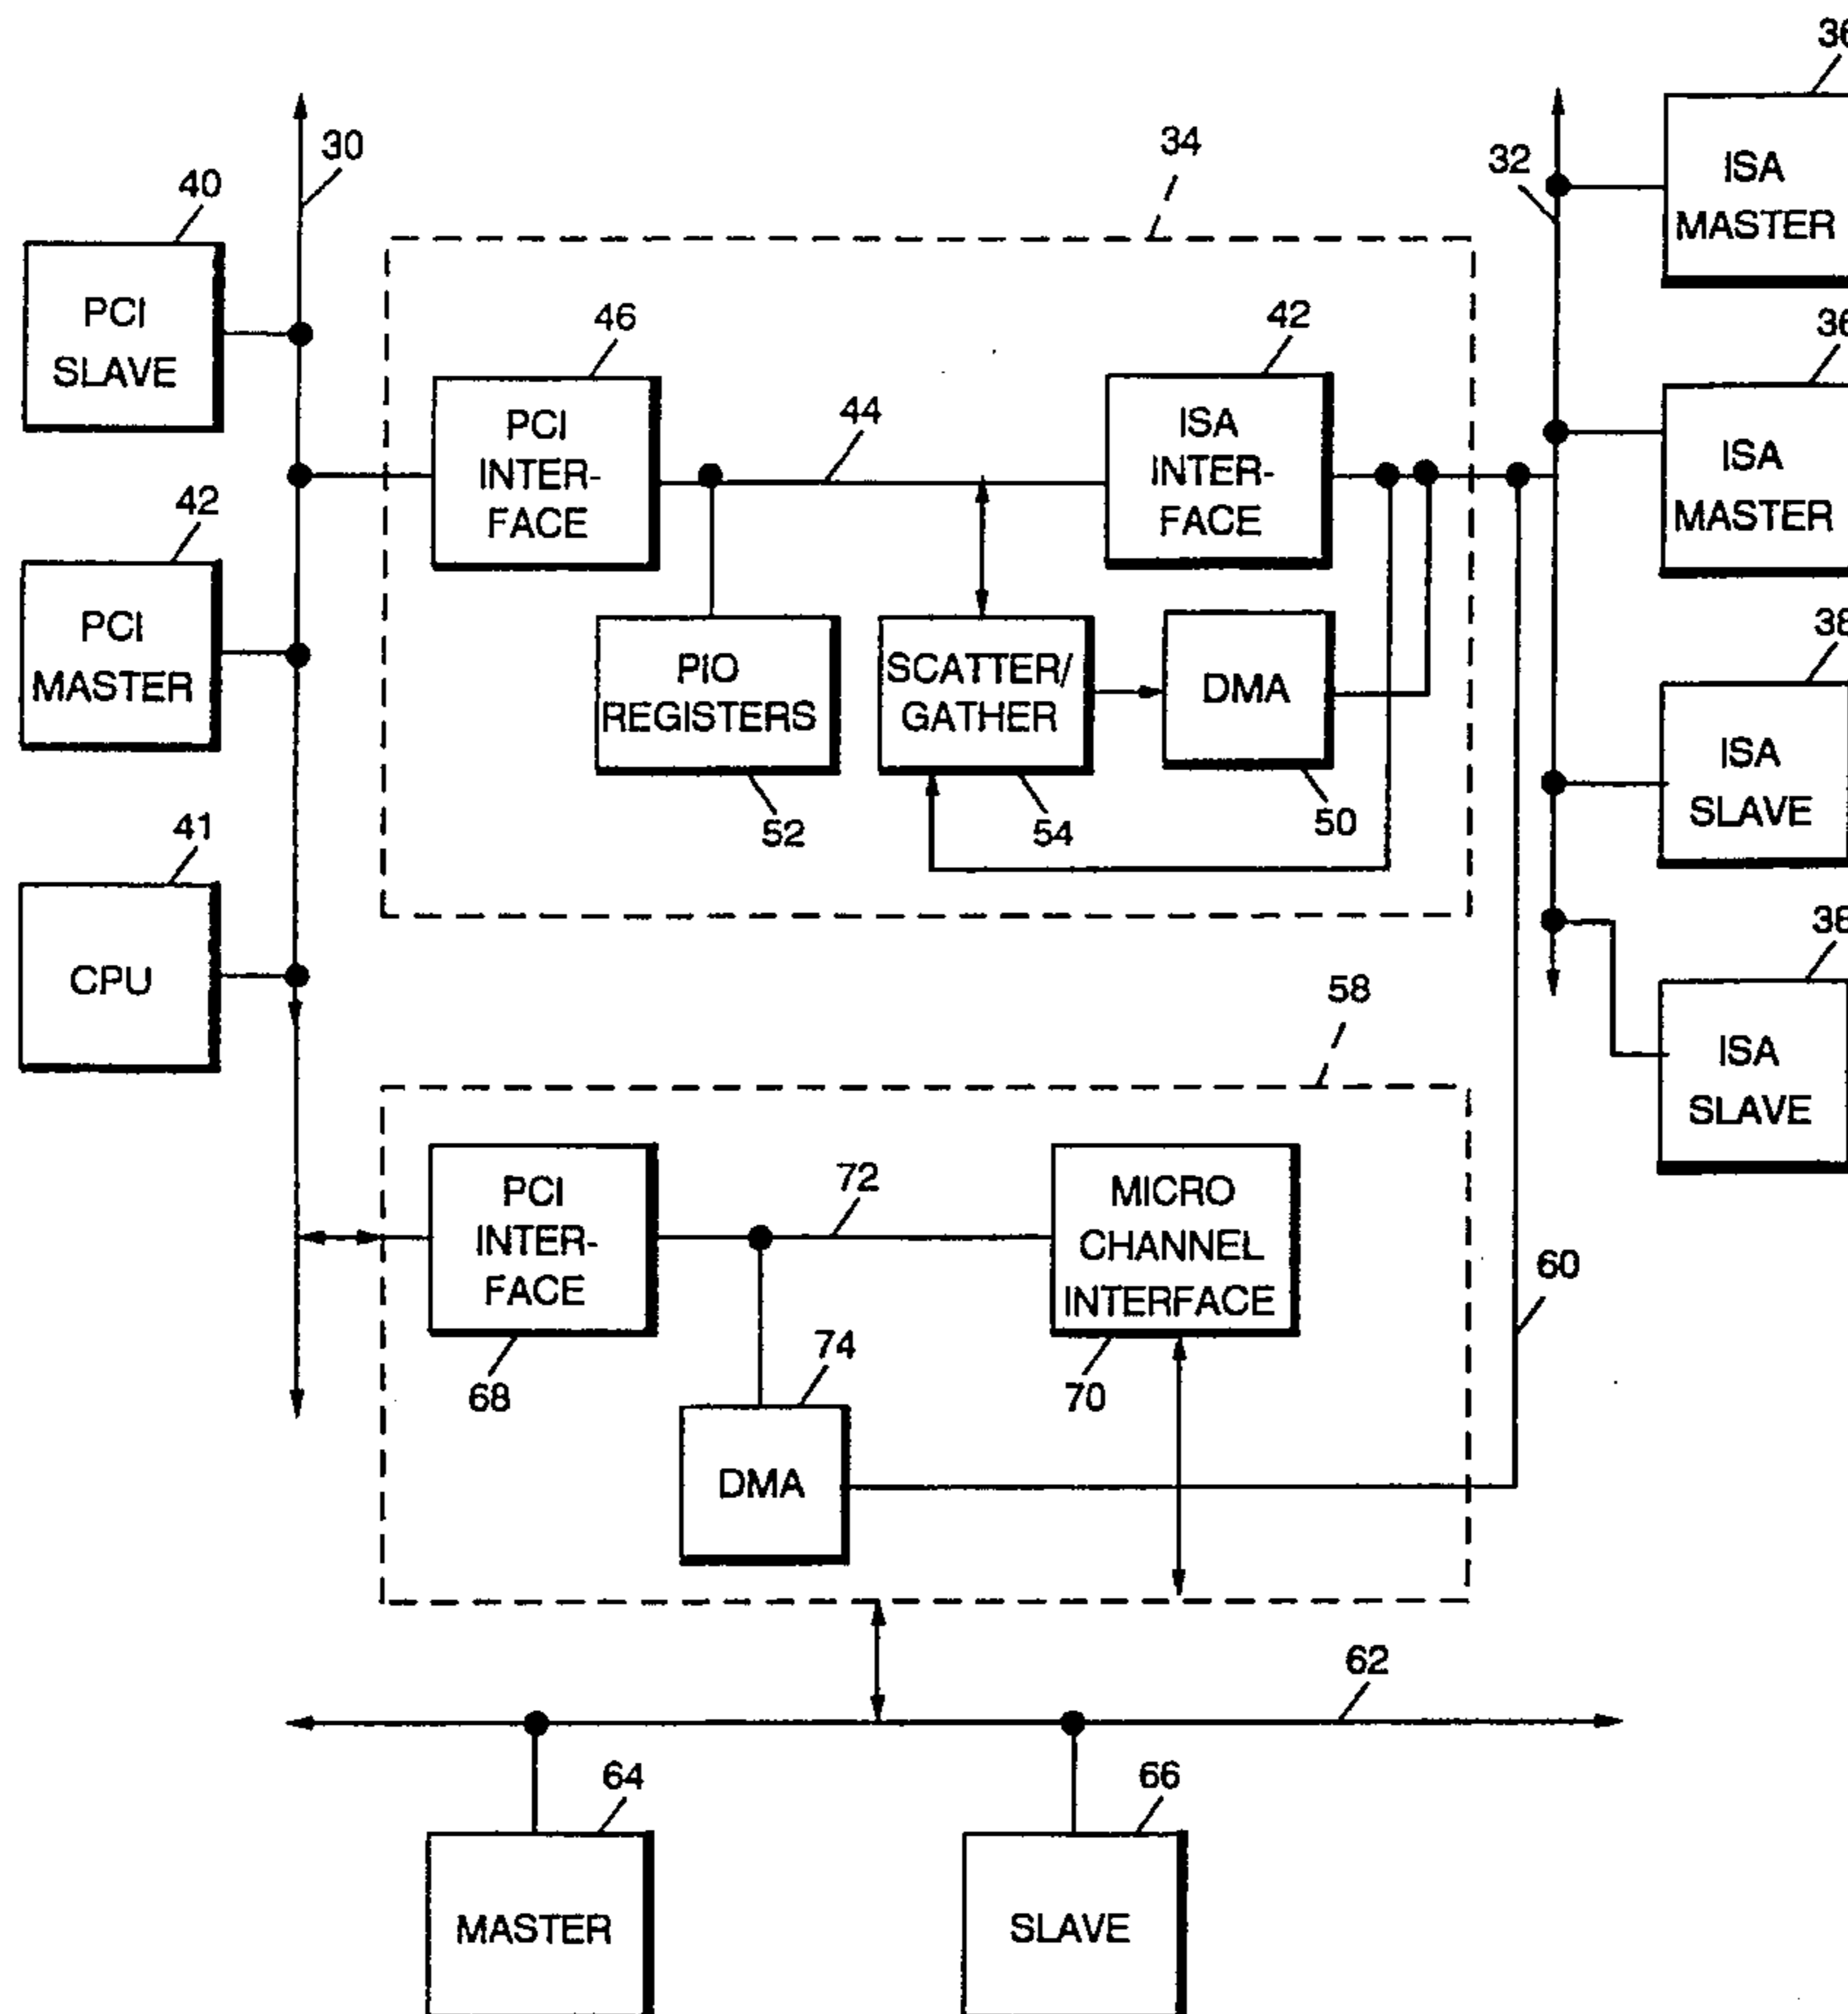 36
30
34
40
32
ISA
MASTER
PCI
SLAVE
46
42
36
PCI
INTER-
FACE
44
ISA
INTER-
FACE
ISA
MASTER
42
PCI
MASTER
PIO
REGISTERS
SCATTER/
GATHER
DMA
38
ISA
SLAVE
52
54
50
41
CPU
38
58
ISA
SLAVE
PCI
INTER-
FACE
72
MICRO
CHANNEL
INTERFACE
60
68
74
70
DMA
62
64
66
MASTER
SLAVE